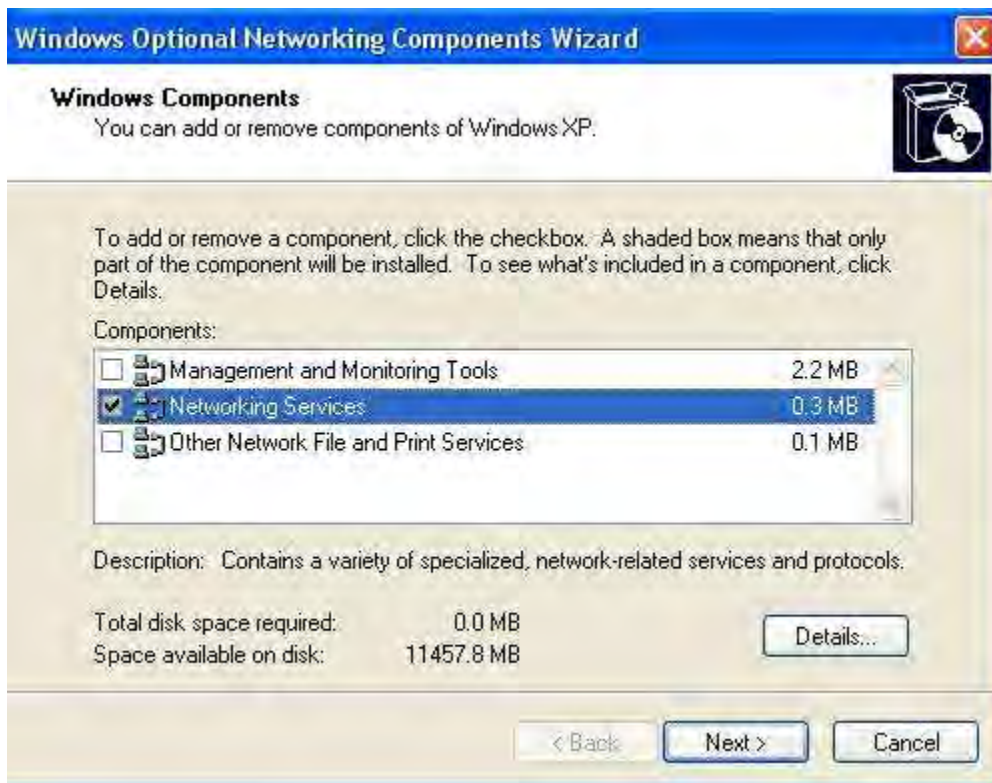 Windows Optional Networking Components Wizard
Windows Components
You can add or remove components of Windows XP.
To add or remove a component, click the checkbox. A shaded box means that only
part of the component will be installed. To see what's included in a component, click
Details.
Components:
Management and Monitoring Tools 2.2 MB
Networking Services 0.3 MB
Other Network File and Print Services 0.1 MB
Description: Contains a variety of specialized, network-related services and protocols.
Total disk space required: 0.0 MB
Space available on disk: 11457.8 MB
Details...
< Back Next > Cancel